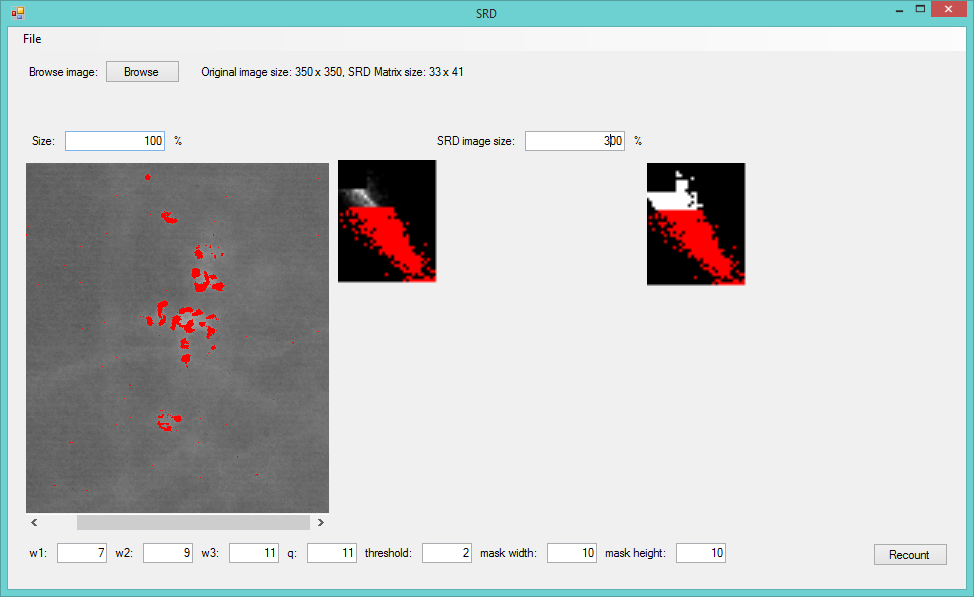 SRD
File
Browse image: Browse Original image size: 350 x 350, SRD Matrix size: 33 x 41
Size: 100 % SRD image size: 300 %
w1: 7 w2: 9 w3: 11 q: 11 threshold: 2 mask width: 10 mask height: 10 Recount